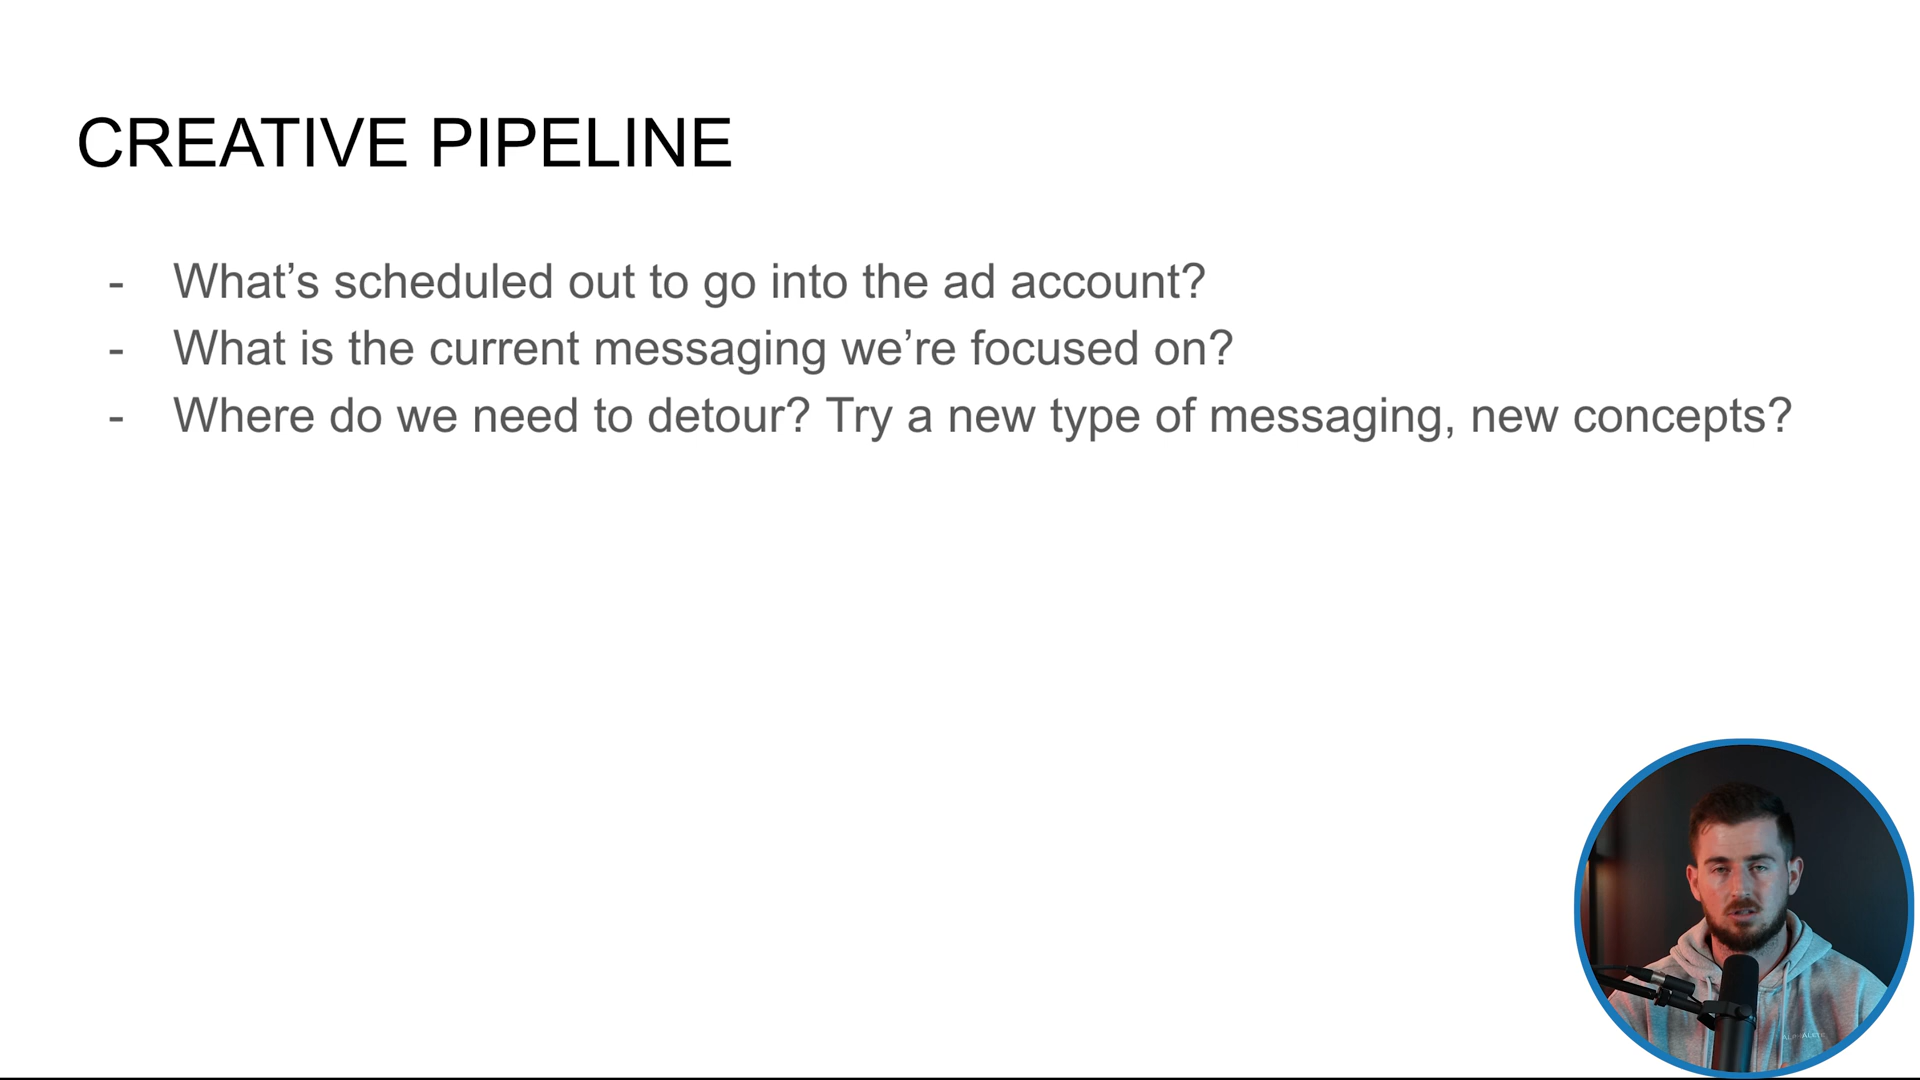 CREATIVE PIPELINE
- What’s scheduled out to go into the ad account?
- What is the current messaging we’re focused on?
- Where do we need to detour? Try a new type of messaging, new concepts?